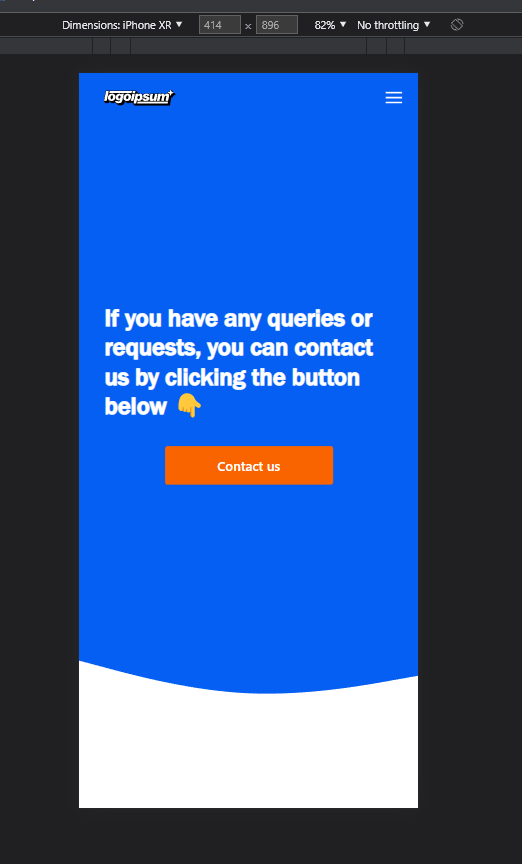 Dimensions: iPhone XR ▼ 414 × 896 82% ▼ No throttling ▼
logoipsum
If you have any queries or
requests, you can contact
us by clicking the button
below 👇
Contact us